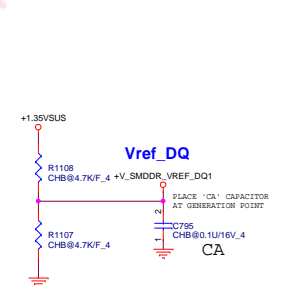 +1.35VSUS
Vref_DQ
R1108
CHB@4.7K/F_4
+V_SMDDR_VREF_DQ1
PLACE 'CA' CAPACITOR
AT GENERATION POINT
2
C795
R1107
CHB@0.1U/16V_4
CHB@4.7K/F_4
1
CA